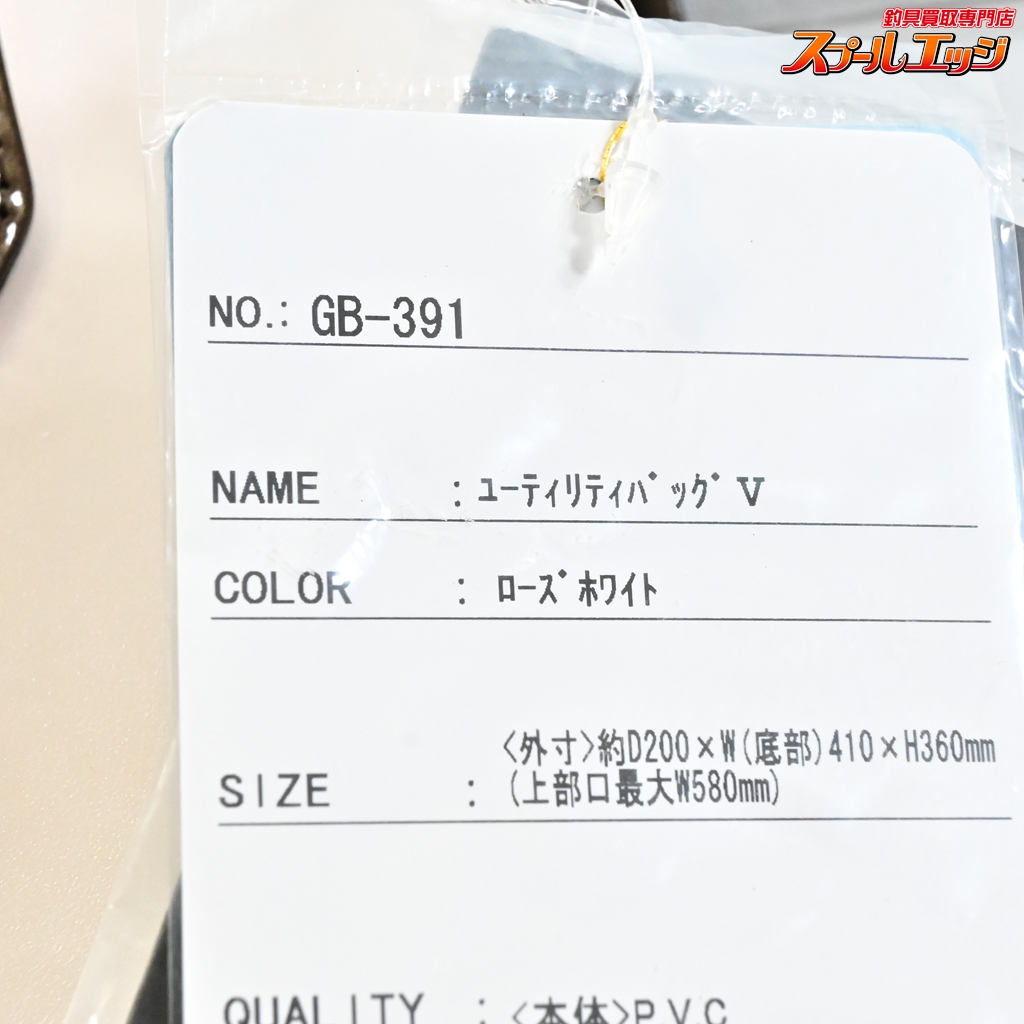 釣具買取専門店
スプールエッジ
NO.: GB-391
NAME : ユーティリティバッグ V
COLOR : ローズホワイト
SIZE : <外寸>約D200×W(底部)410×H360mm
(上部口最大W580mm)
QUALITY : <本体>P.V.C